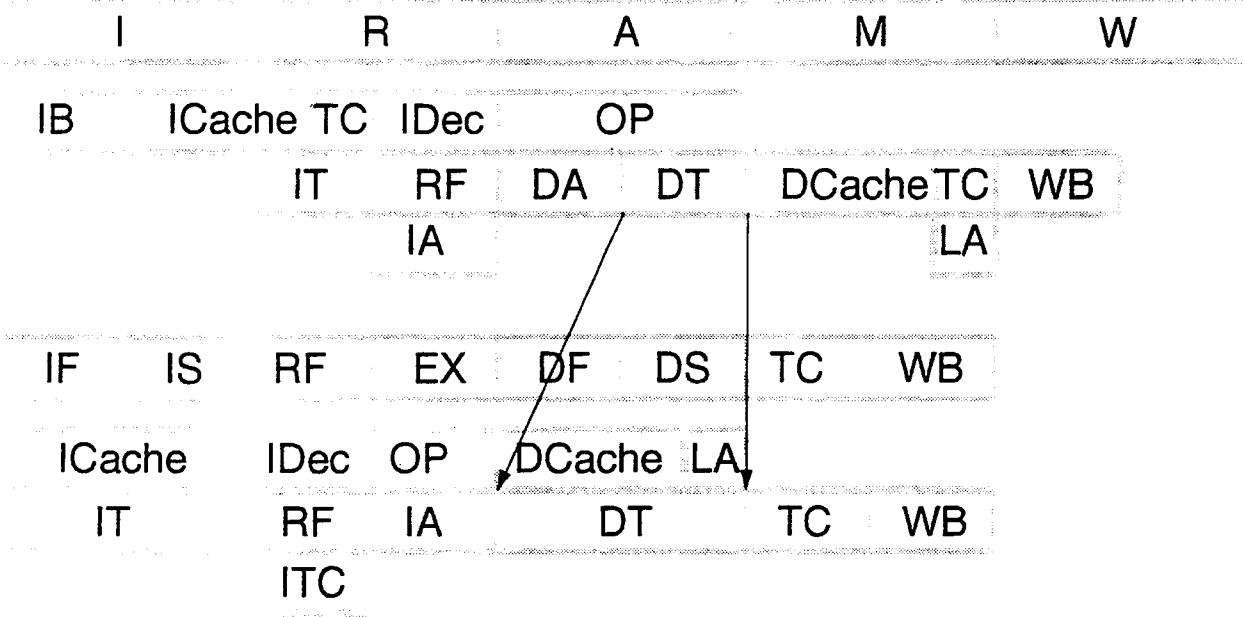 I R A M W
IB ICache TC IDec OP
IT RF DA DT DCache TC WB
IA LA
IF IS RF EX DF DS TC WB
ICache IDec OP DCache LA
IT RF IA DT TC WB
ITC